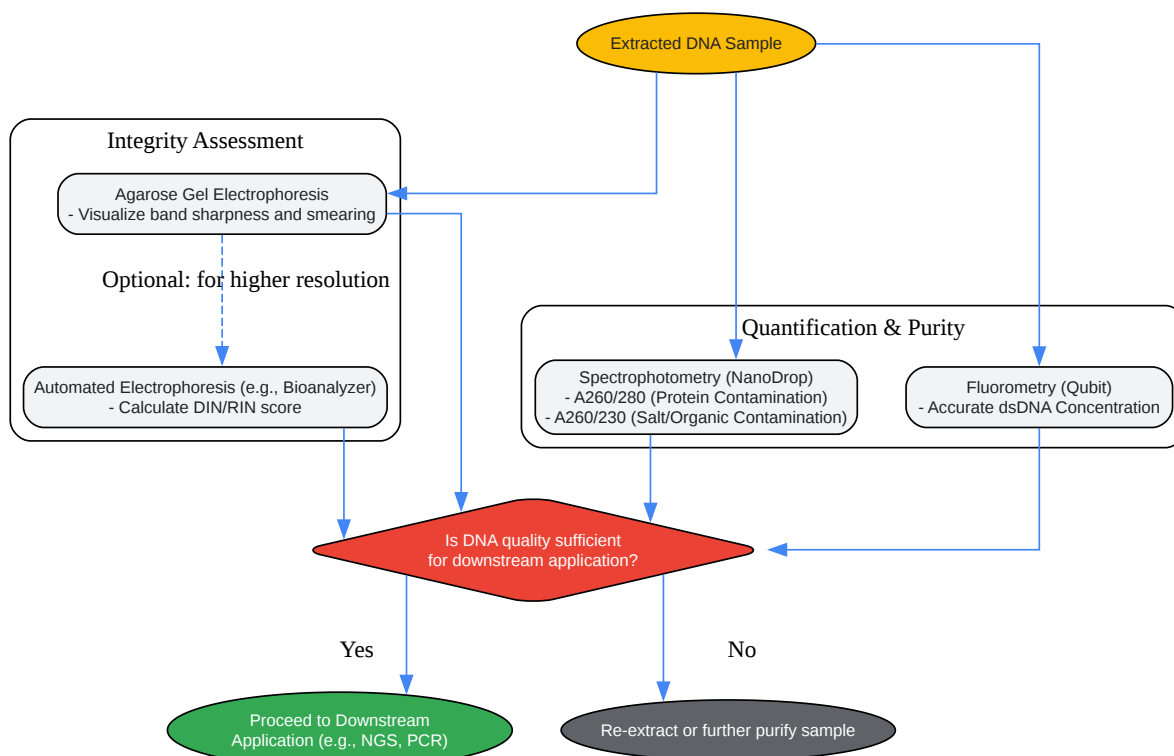 Extracted DNA Sample
Integrity Assessment
Agarose Gel Electrophoresis
- Visualize band sharpness and smearing
Optional: for higher resolution
Automated Electrophoresis (e.g., Bioanalyzer)
- Calculate DIN/RIN score
Quantification & Purity
Spectrophotometry (NanoDrop)
- A260/280 (Protein Contamination)
- A260/230 (Salt/Organic Contamination)
Fluorometry (Qubit)
- Accurate dsDNA Concentration
Is DNA quality sufficient
for downstream application?
Yes
No
Proceed to Downstream
Application (e.g., NGS, PCR)
Re-extract or further purify sample